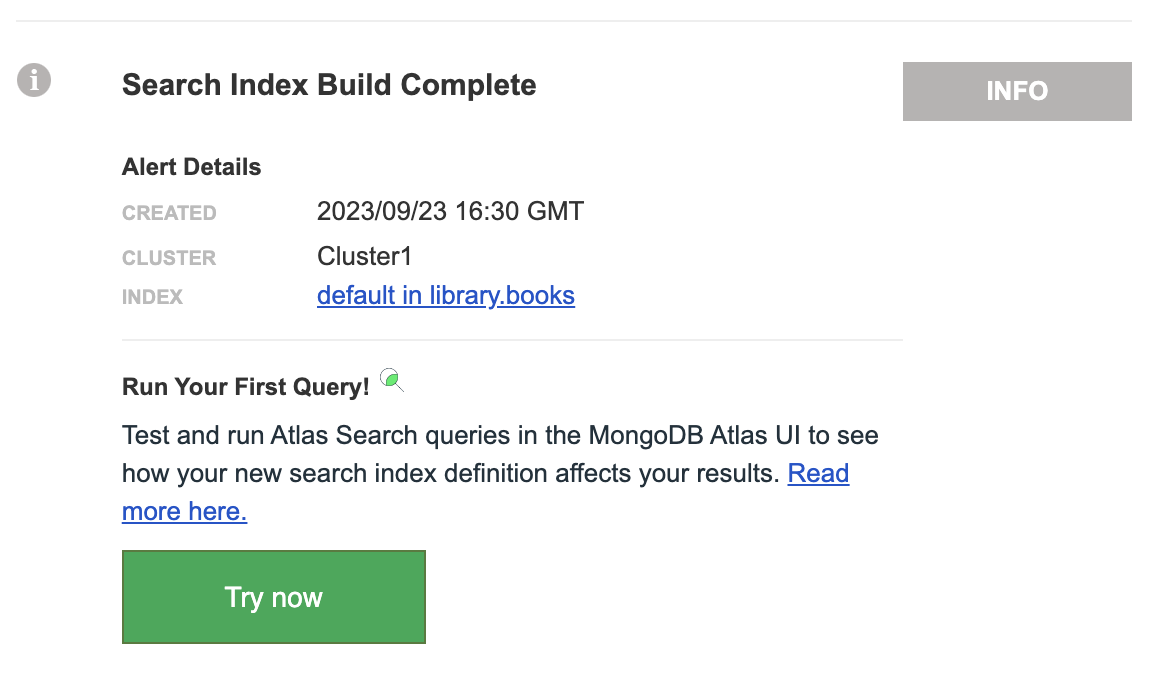 i
Search Index Build Complete
INFO
Alert Details
CREATED 2023/09/23 16:30 GMT
CLUSTER Cluster1
INDEX default in library.books
Run Your First Query!
Test and run Atlas Search queries in the MongoDB Atlas UI to see
how your new search index definition affects your results. Read
more here.
Try now